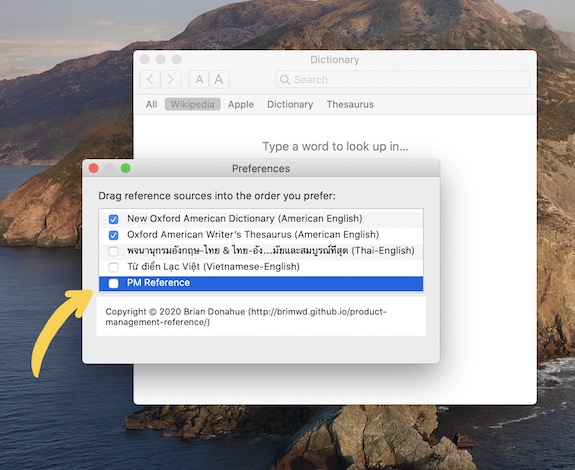 Dictionary
A A Search
All Wikipedia Apple Dictionary Thesaurus
Type a word to look up in...
Preferences
Drag reference sources into the order you prefer:
New Oxford American Dictionary (American English)
Oxford American Writer's Thesaurus (American English)
พจนานุกรมอังกฤษ-ไทย & ไทย-อัง...มัยและสมบูรณ์ที่สุด (Thai-English)
Từ điển Lạc Việt (Vietnamese-English)
PM Reference
Copyright © 2020 Brian Donahue (http://brimwd.github.io/product-
management-reference/)